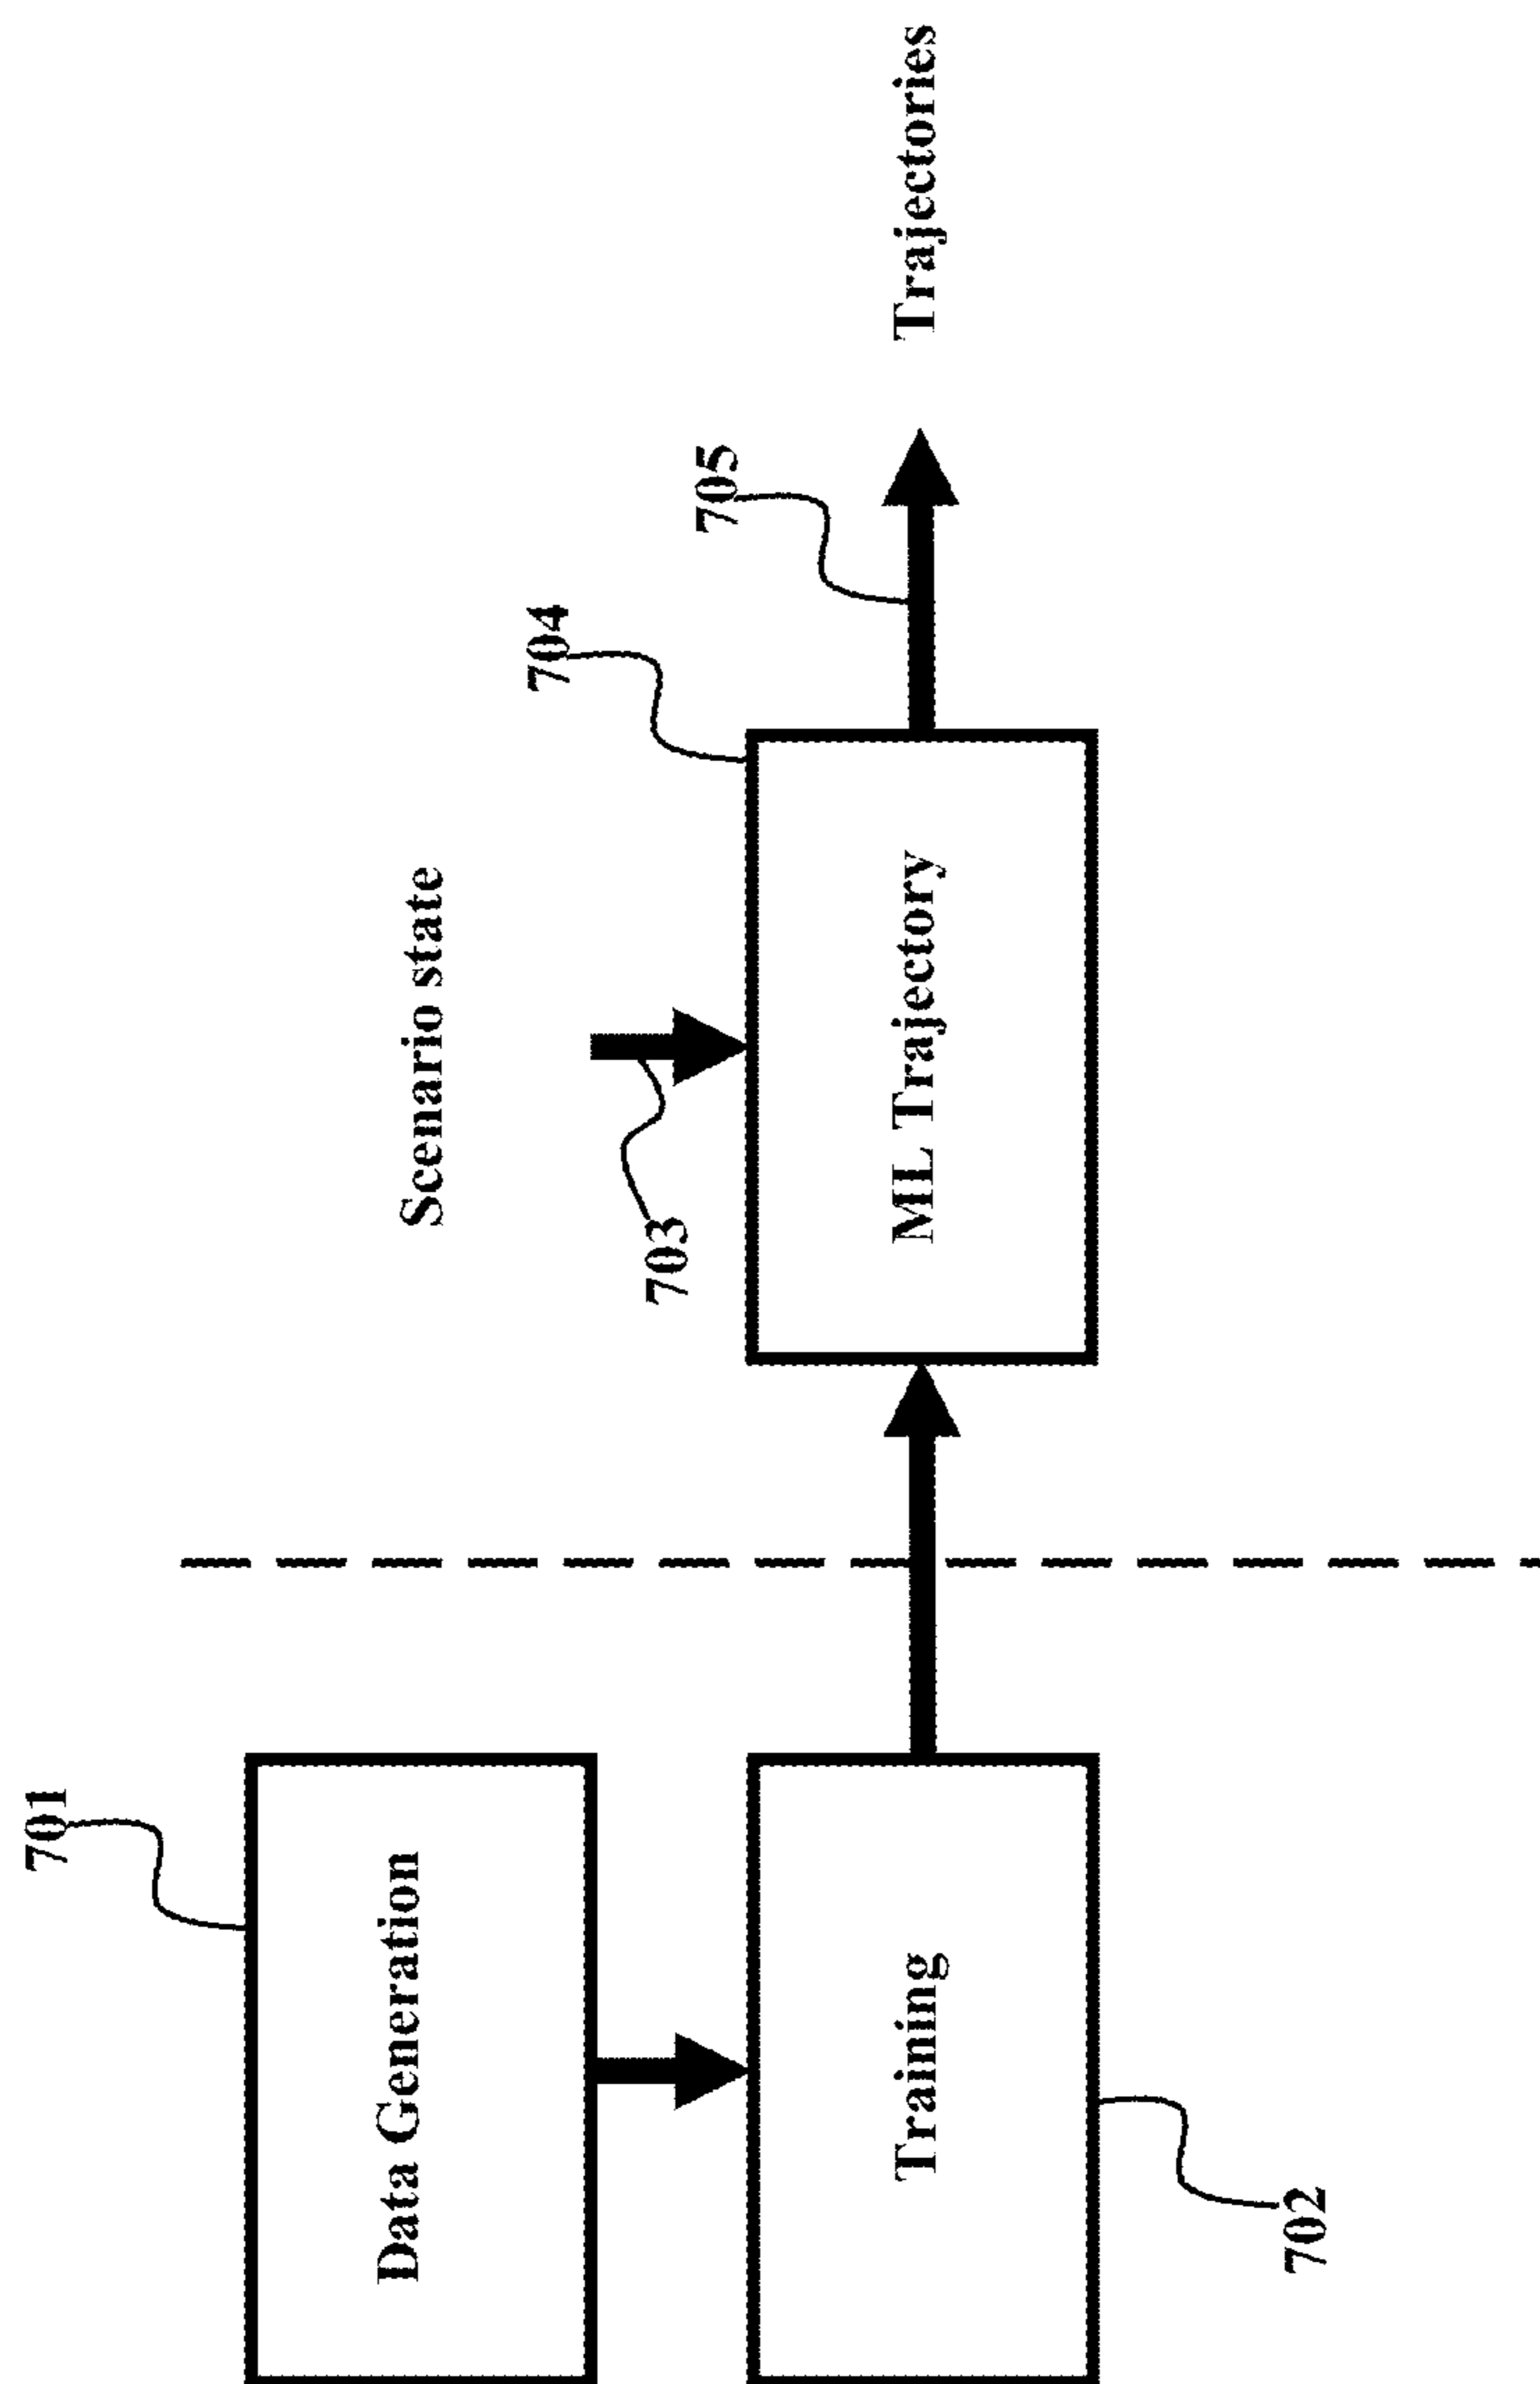 701
Data Generation
Scenario state
704
703
705
Training
ML Trajectory
Trajectories
702